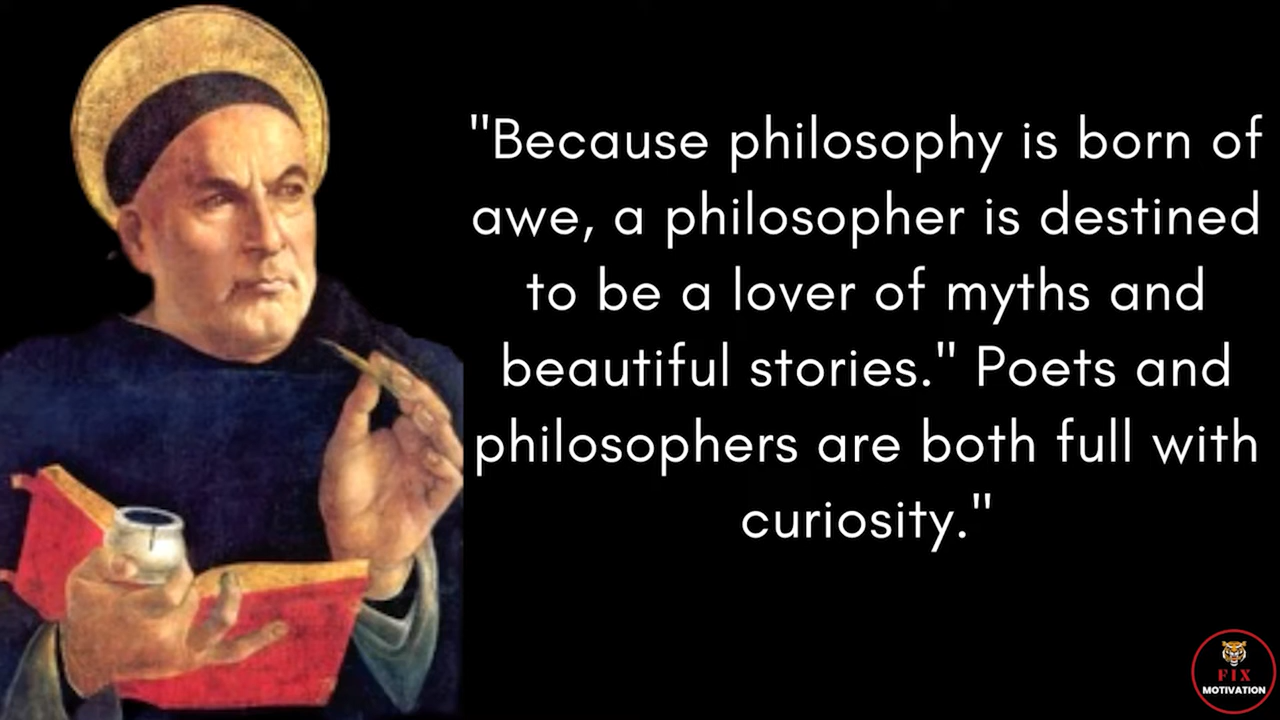 "Because philosophy is born of
awe, a philosopher is destined
to be a lover of myths and
beautiful stories." Poets and
philosophers are both full with
curiosity."
FIX
MOTIVATION